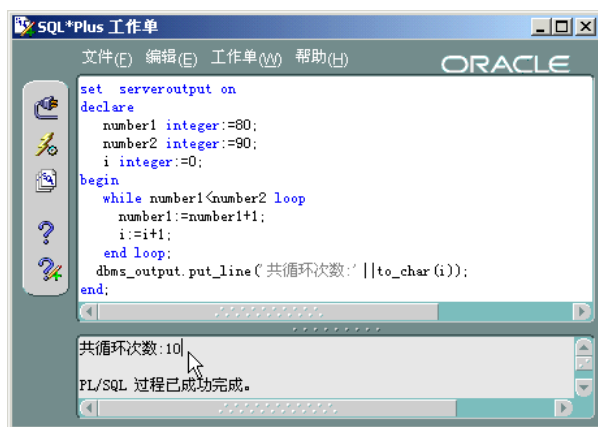 SQL*Plus 工作单
文件(F) 编辑(E) 工作单(W) 帮助(H) ORACLE
set serveroutput on
declare
number1 integer:=80;
number2 integer:=90;
i integer:=0;
begin
while number1<number2 loop
number1:=number1+1;
i:=i+1;
end loop;
dbms_output.put_line('共循环次数:'||to_char(i));
end;
共循环次数:10
PL/SQL 过程已成功完成。